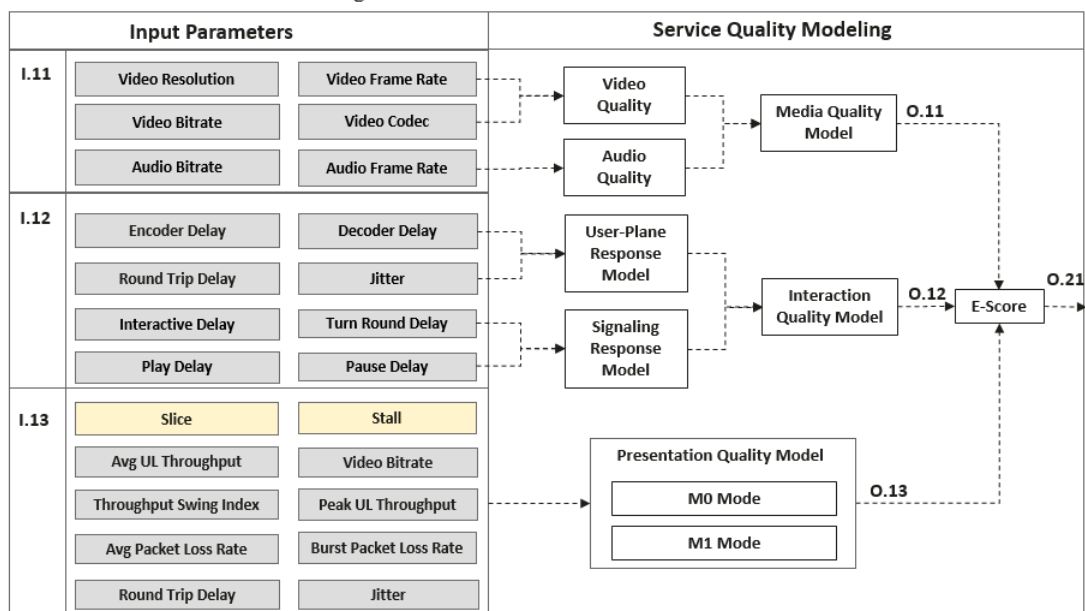 Input Parameters
Service Quality Modeling
I.11
Video Resolution
Video Frame Rate
Video Bitrate
Video Codec
Audio Bitrate
Audio Frame Rate
Video
Quality
Audio
Quality
Media Quality
Model
O.11
I.12
Encoder Delay
Decoder Delay
Round Trip Delay
Jitter
Interactive Delay
Turn Round Delay
Play Delay
Pause Delay
User-Plane
Response
Model
Signaling
Response
Model
Interaction
Quality Model
O.12
E-Score
O.21
I.13
Slice
Stall
Avg UL Throughput
Video Bitrate
Throughput Swing Index
Peak UL Throughput
Avg Packet Loss Rate
Burst Packet Loss Rate
Round Trip Delay
Jitter
Presentation Quality Model
M0 Mode
M1 Mode
O.13